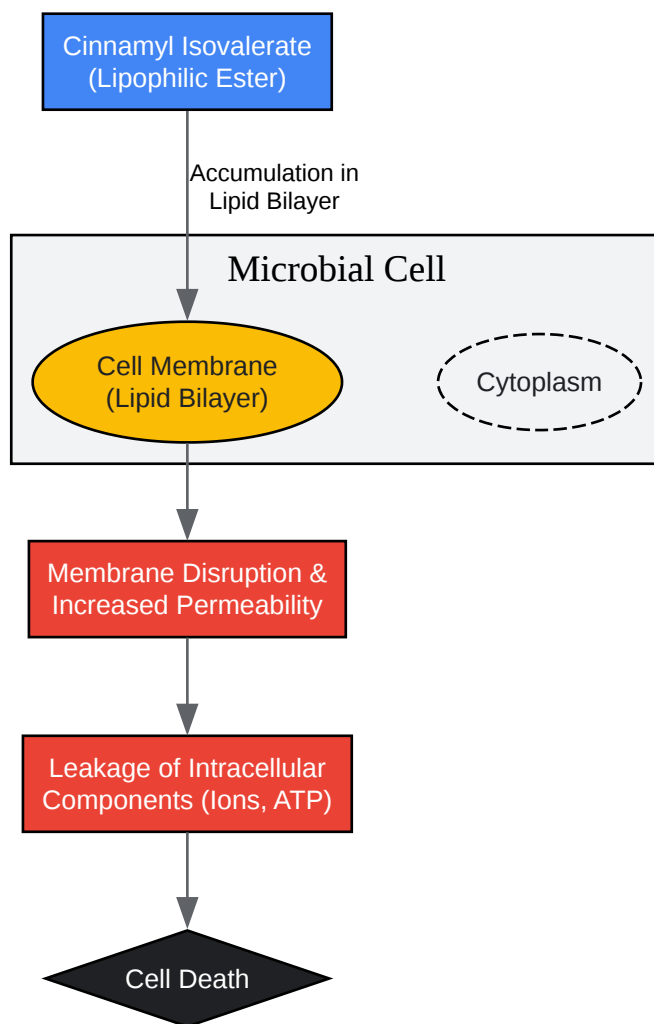 Cinnamyl Isovalerate
(Lipophilic Ester)
Accumulation in
Lipid Bilayer
Microbial Cell
Cell Membrane
(Lipid Bilayer)
Cytoplasm
Membrane Disruption &
Increased Permeability
Leakage of Intracellular
Components (Ions, ATP)
Cell Death